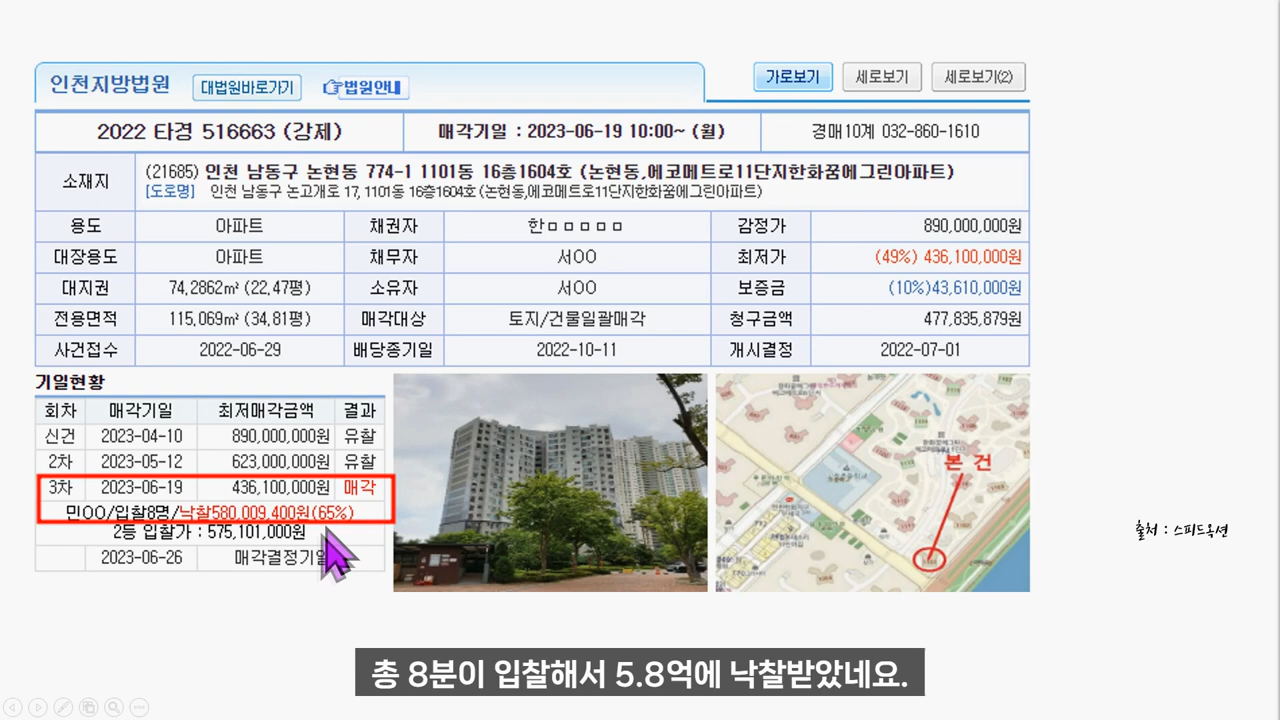 인천지방법원 대법원바로가기 법원안내 가로보기 세로보기 세로보기(2)
2022 타경 516663 (강제) 매각기일 : 2023-06-19 10:00~ (월) 경매10계 032-860-1610
소재지 (21685) 인천 남동구 논현동 774-1 1101동 16층1604호 (논현동,에코메트로11단지한화꿈에그린아파트)
[도로명] 인천 남동구 논고개로 17, 1101동 16층1604호 (논현동,에코메트로11단지한화꿈에그린아파트)
용도 아파트 채권자 한ㅁㅁㅁㅁㅁ 감정가 890,000,000원
대장용도 아파트 채무자 서OO 최저가 (49%) 436,100,000원
대지권 74.2862㎡ (22.47평) 소유자 서OO 보증금 (10%)43,610,000원
전용면적 115.069㎡ (34.81평) 매각대상 토지/건물일괄매각 청구금액 477,835,879원
사건접수 2022-06-29 배당종기일 2022-10-11 개시결정 2022-07-01
기일현황
회차 매각기일 최저매각금액 결과
신건 2023-04-10 890,000,000원 유찰
2차 2023-05-12 623,000,000원 유찰
3차 2023-06-19 436,100,000원 매각
민OO/입찰8명/낙찰580,009,400원(65%)
2등 입찰가 : 575,101,000원
2023-06-26 매각결정기일
본 건
출처 : 스피드옥션
총 8분이 입찰해서 5.8억에 낙찰받았네요.